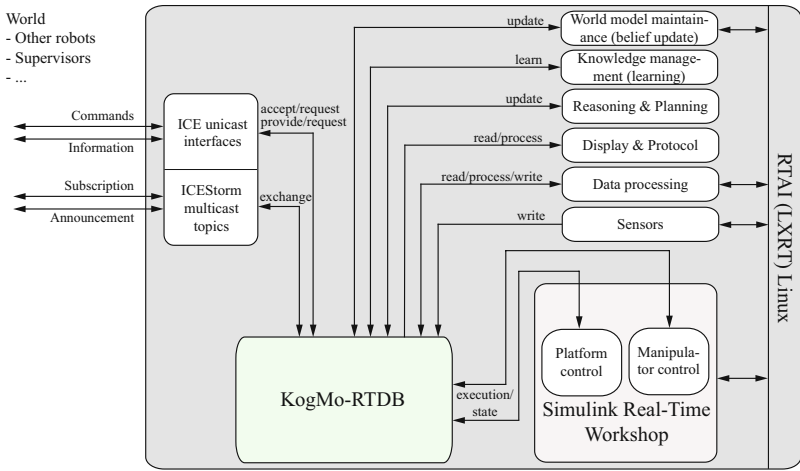 World
- Other robots
- Supervisors
- ...
Commands
Information
Subscription
Announcement
ICE unicast
interfaces
ICEStorm
multicast
topics
accept/request
provide/request
exchange
update
learn
update
read/process
read/process/write
write
World model mainten-
ance (belief update)
Knowledge manage-
ment (learning)
Reasoning & Planning
Display & Protocol
Data processing
Sensors
RTAI (LXRT) Linux
KogMo-RTDB
execution/
state
Platform
control
Manipula-
tor control
Simulink Real-Time
Workshop